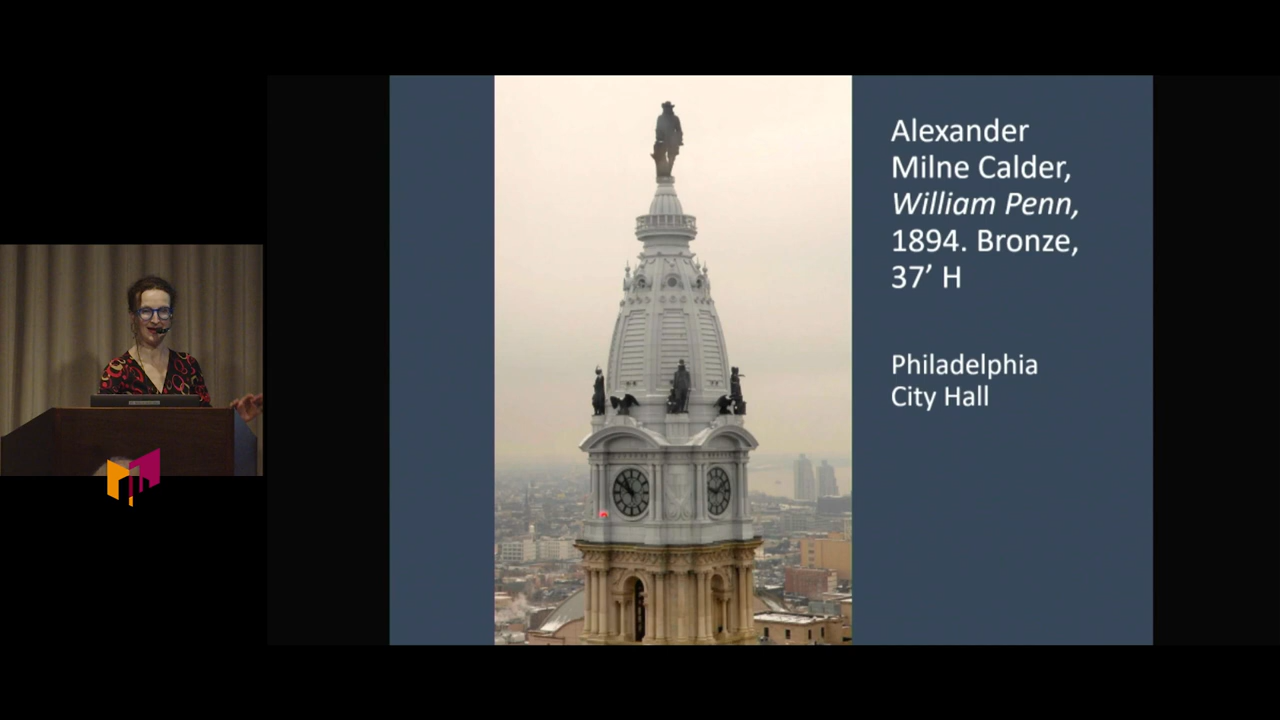 Alexander
Milne Calder,
William Penn,
1894. Bronze,
37’ H
Philadelphia
City Hall